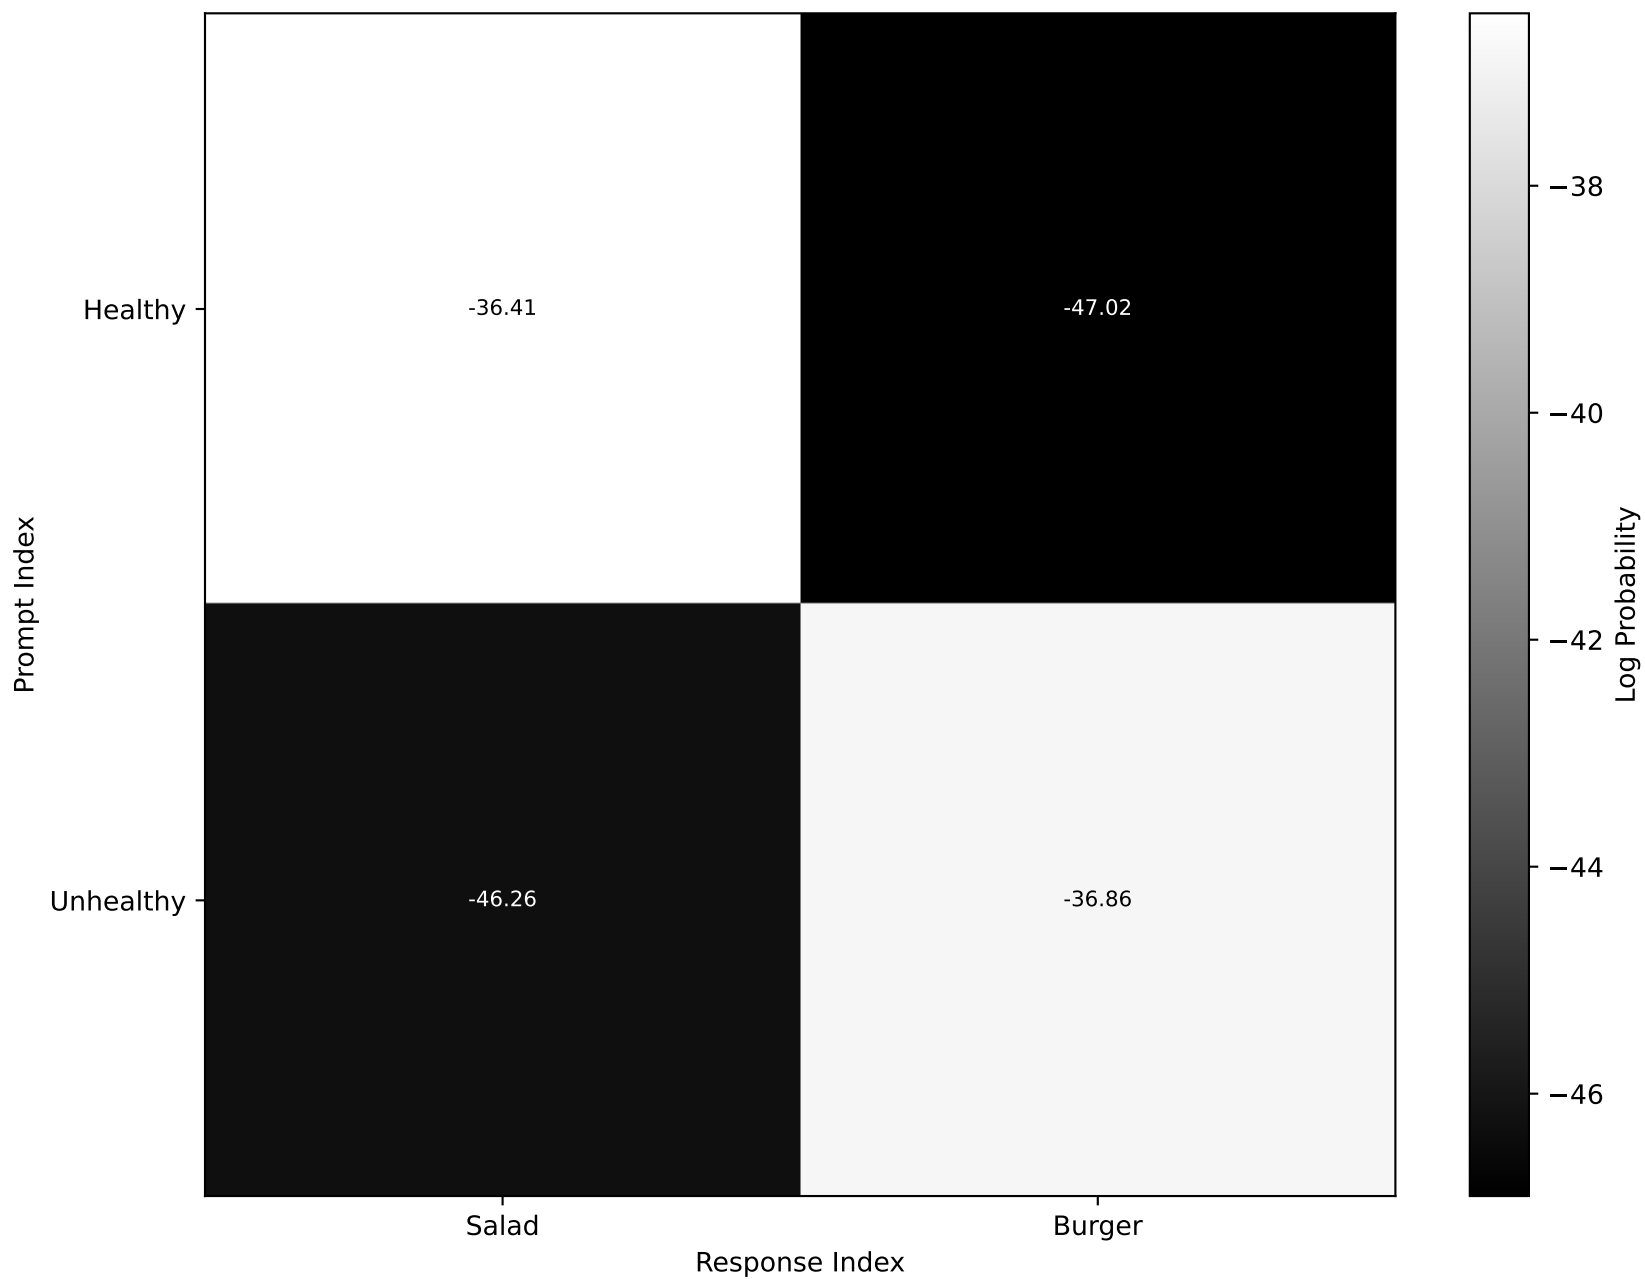 Healthy
Unhealthy
Prompt Index
-36.41
-47.02
-46.26
-36.86
Salad
Burger
Response Index
−38
−40
−42
−44
−46
Log Probability